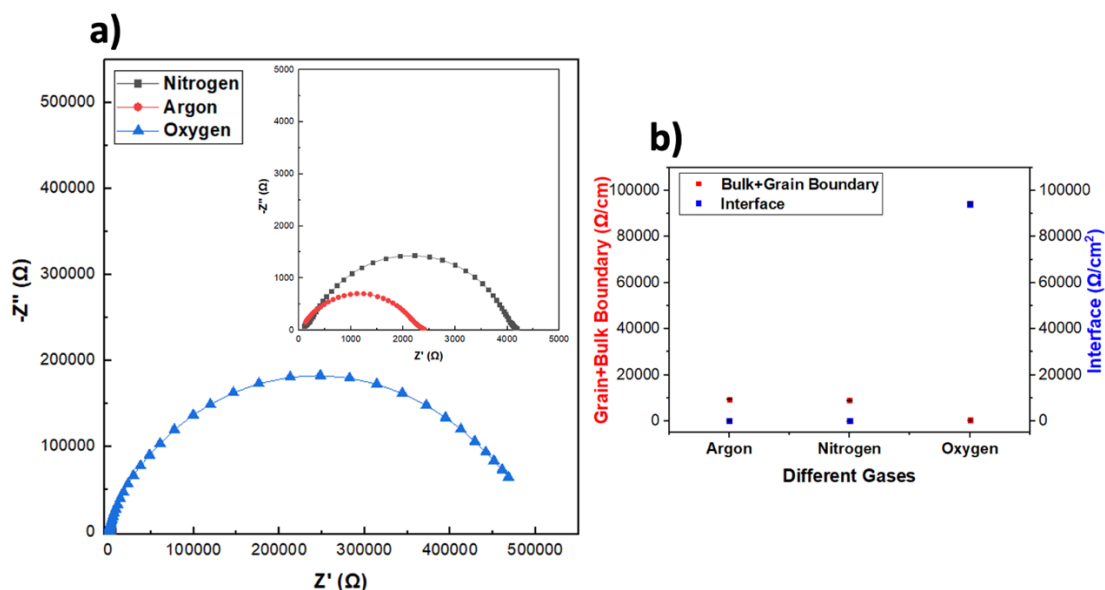 a)
Nitrogen
Argon
Oxygen
500000
400000
300000
200000
100000
0
-Z" (Ω)
0 100000 200000 300000 400000 500000
Z' (Ω)
5000
4000
3000
2000
1000
0
-Z" (Ω)
0 1000 2000 3000 4000 5000
Z' (Ω)
b)
Bulk+Grain Boundary
Interface
Grain+Bulk Boundary (Ω/cm)
100000
80000
60000
40000
20000
0
100000
80000
60000
40000
20000
0
Interface (Ω/cm²)
Argon Nitrogen Oxygen
Different Gases